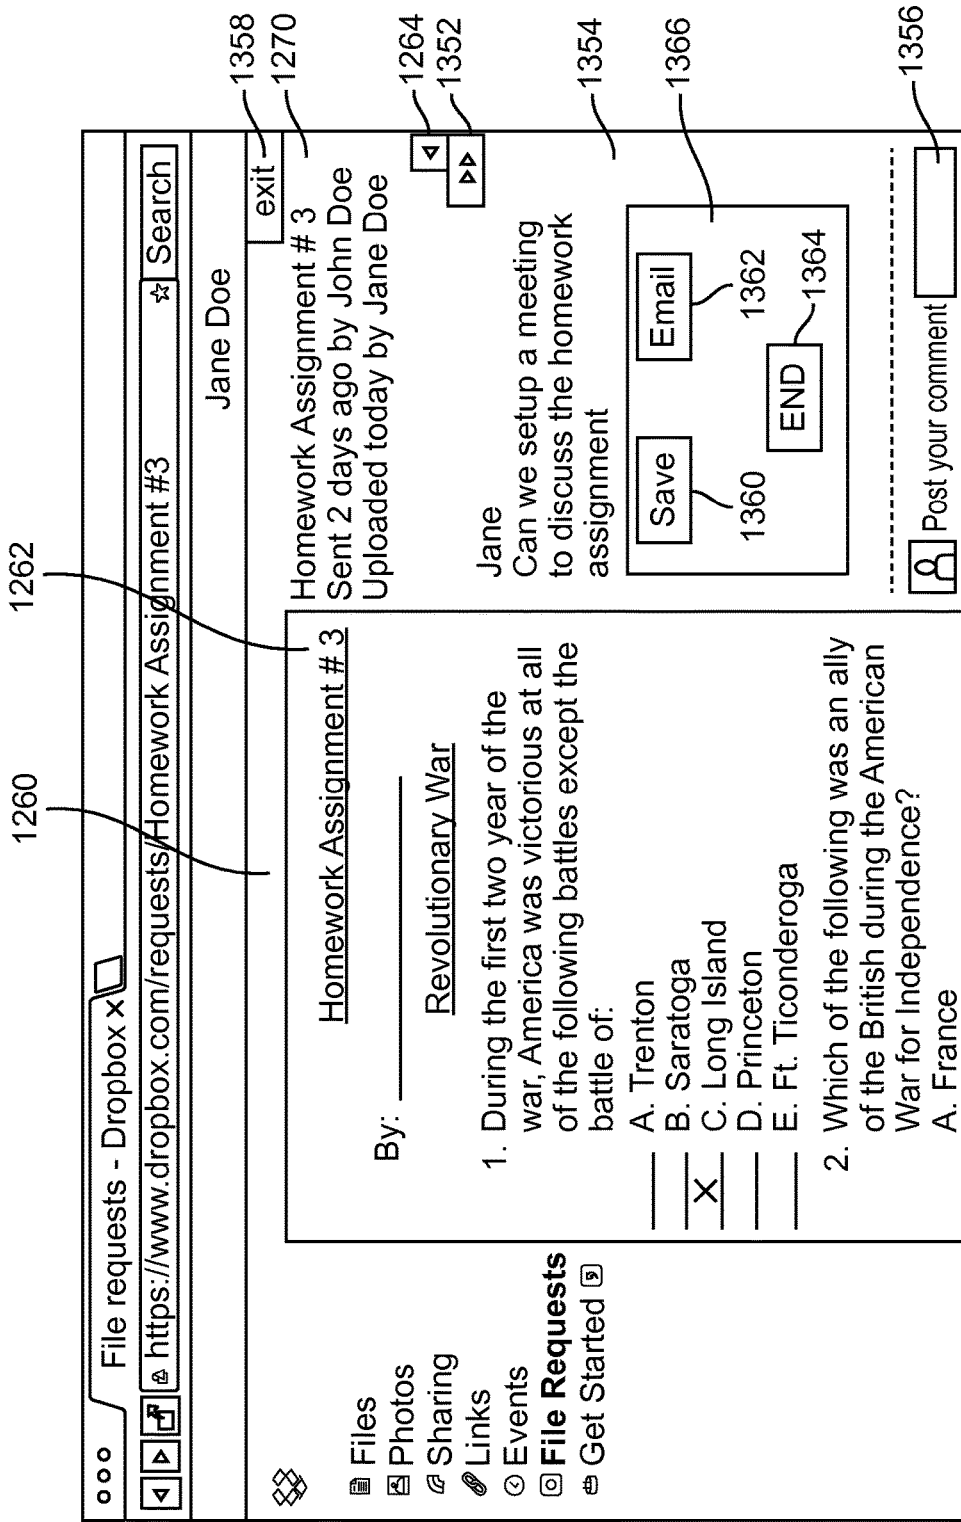 1260
1262
File requests - Dropbox ×
https://www.dropbox.com/requests/Homework Assignment #3
Search
Jane Doe
exit
1358
1270
Files
Photos
Sharing
Links
Events
File Requests
Get Started
Homework Assignment # 3
By:
Revolutionary War
1. During the first two year of the
war, America was victorious at all
of the following battles except the
battle of:
A. Trenton
B. Saratoga
X C. Long Island
D. Princeton
E. Ft. Ticonderoga
2. Which of the following was an ally
of the British during the American
War for Independence?
A. France
Homework Assignment # 3
Sent 2 days ago by John Doe
Uploaded today by Jane Doe
1264
1352
Jane
Can we setup a meeting
to discuss the homework
assignment
1354
Save
Email
1366
1360
1362
END
1364
Post your comment
1356